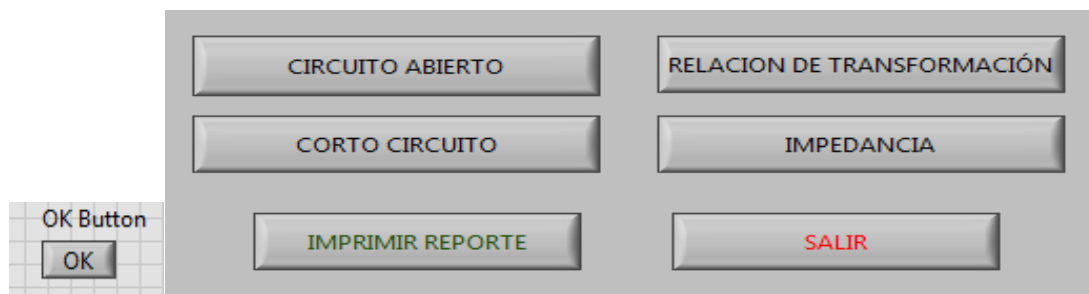 CIRCUITO ABIERTO
RELACION DE TRANSFORMACIÓN
CORTO CIRCUITO
IMPEDANCIA
OK Button
OK
IMPRIMIR REPORTE
SALIR